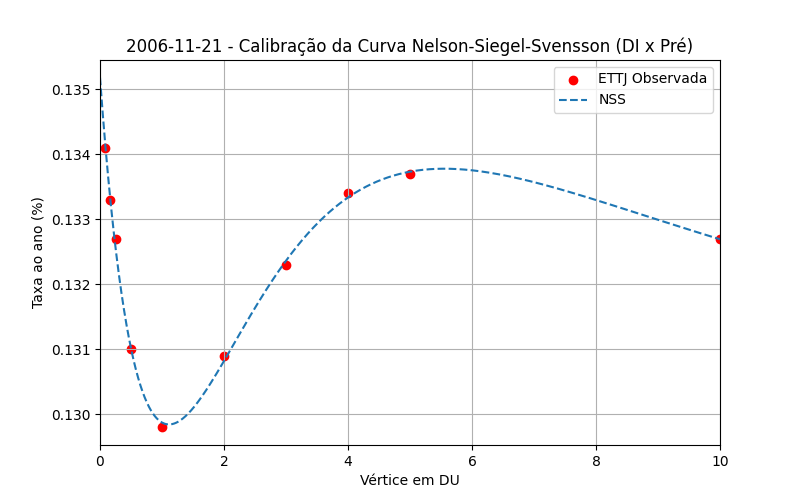 2006-11-21 - Calibração da Curva Nelson-Siegel-Svensson (DI x Pré)
ETTJ Observada
NSS
Taxa ao ano (%)
0.135
0.134
0.133
0.132
0.131
0.130
0
2
4
6
8
10
Vértice em DU